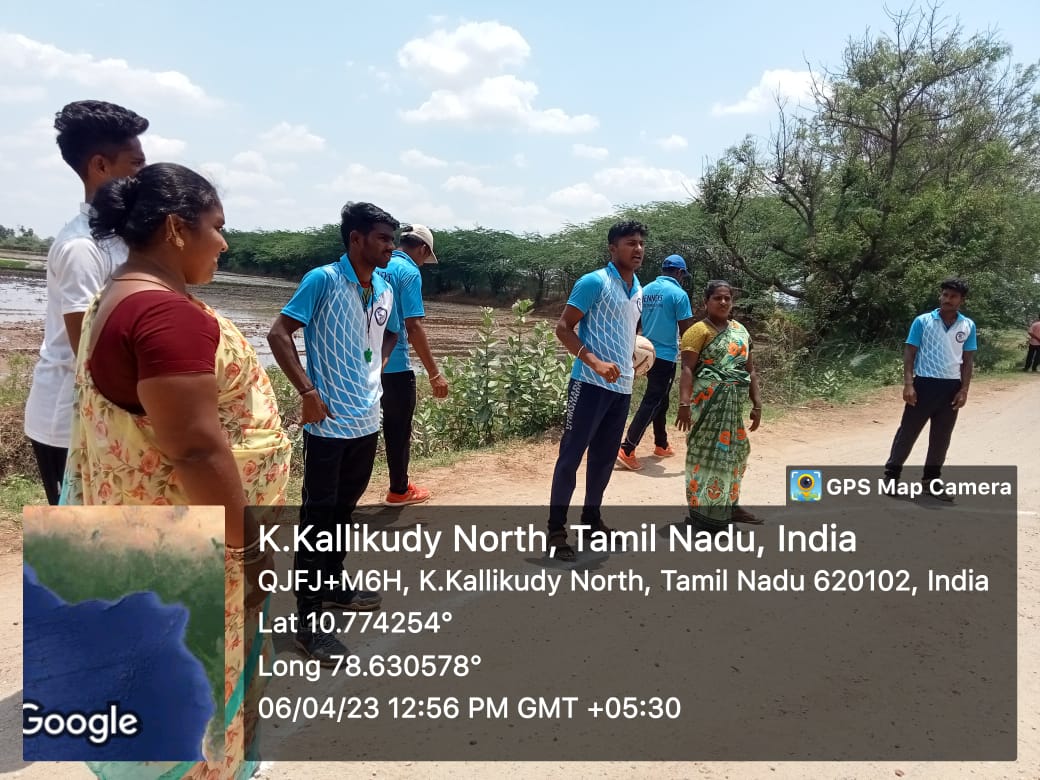 GPS Map Camera
K.Kallikudy North, Tamil Nadu, India
QJFJ+M6H, K.Kallikudy North, Tamil Nadu 620102, India
Lat 10.774254°
Long 78.630578°
06/04/23 12:56 PM GMT +05:30
Google